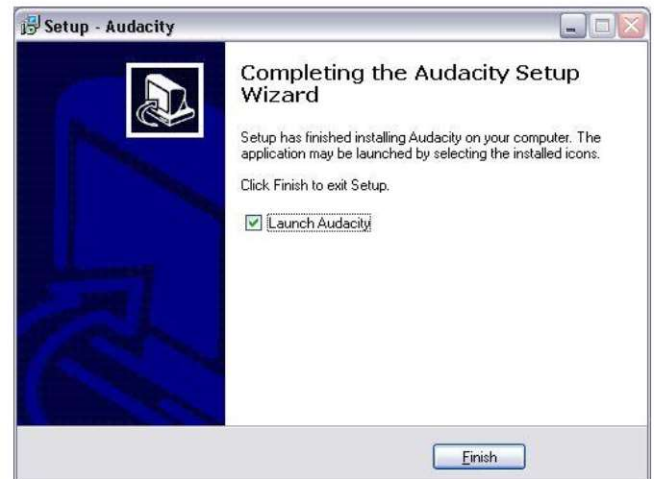 Setup - Audacity
Completing the Audacity Setup
Wizard
Setup has finished installing Audacity on your computer. The
application may be launched by selecting the installed icons.
Click Finish to exit Setup.
Launch Audacity
Finish